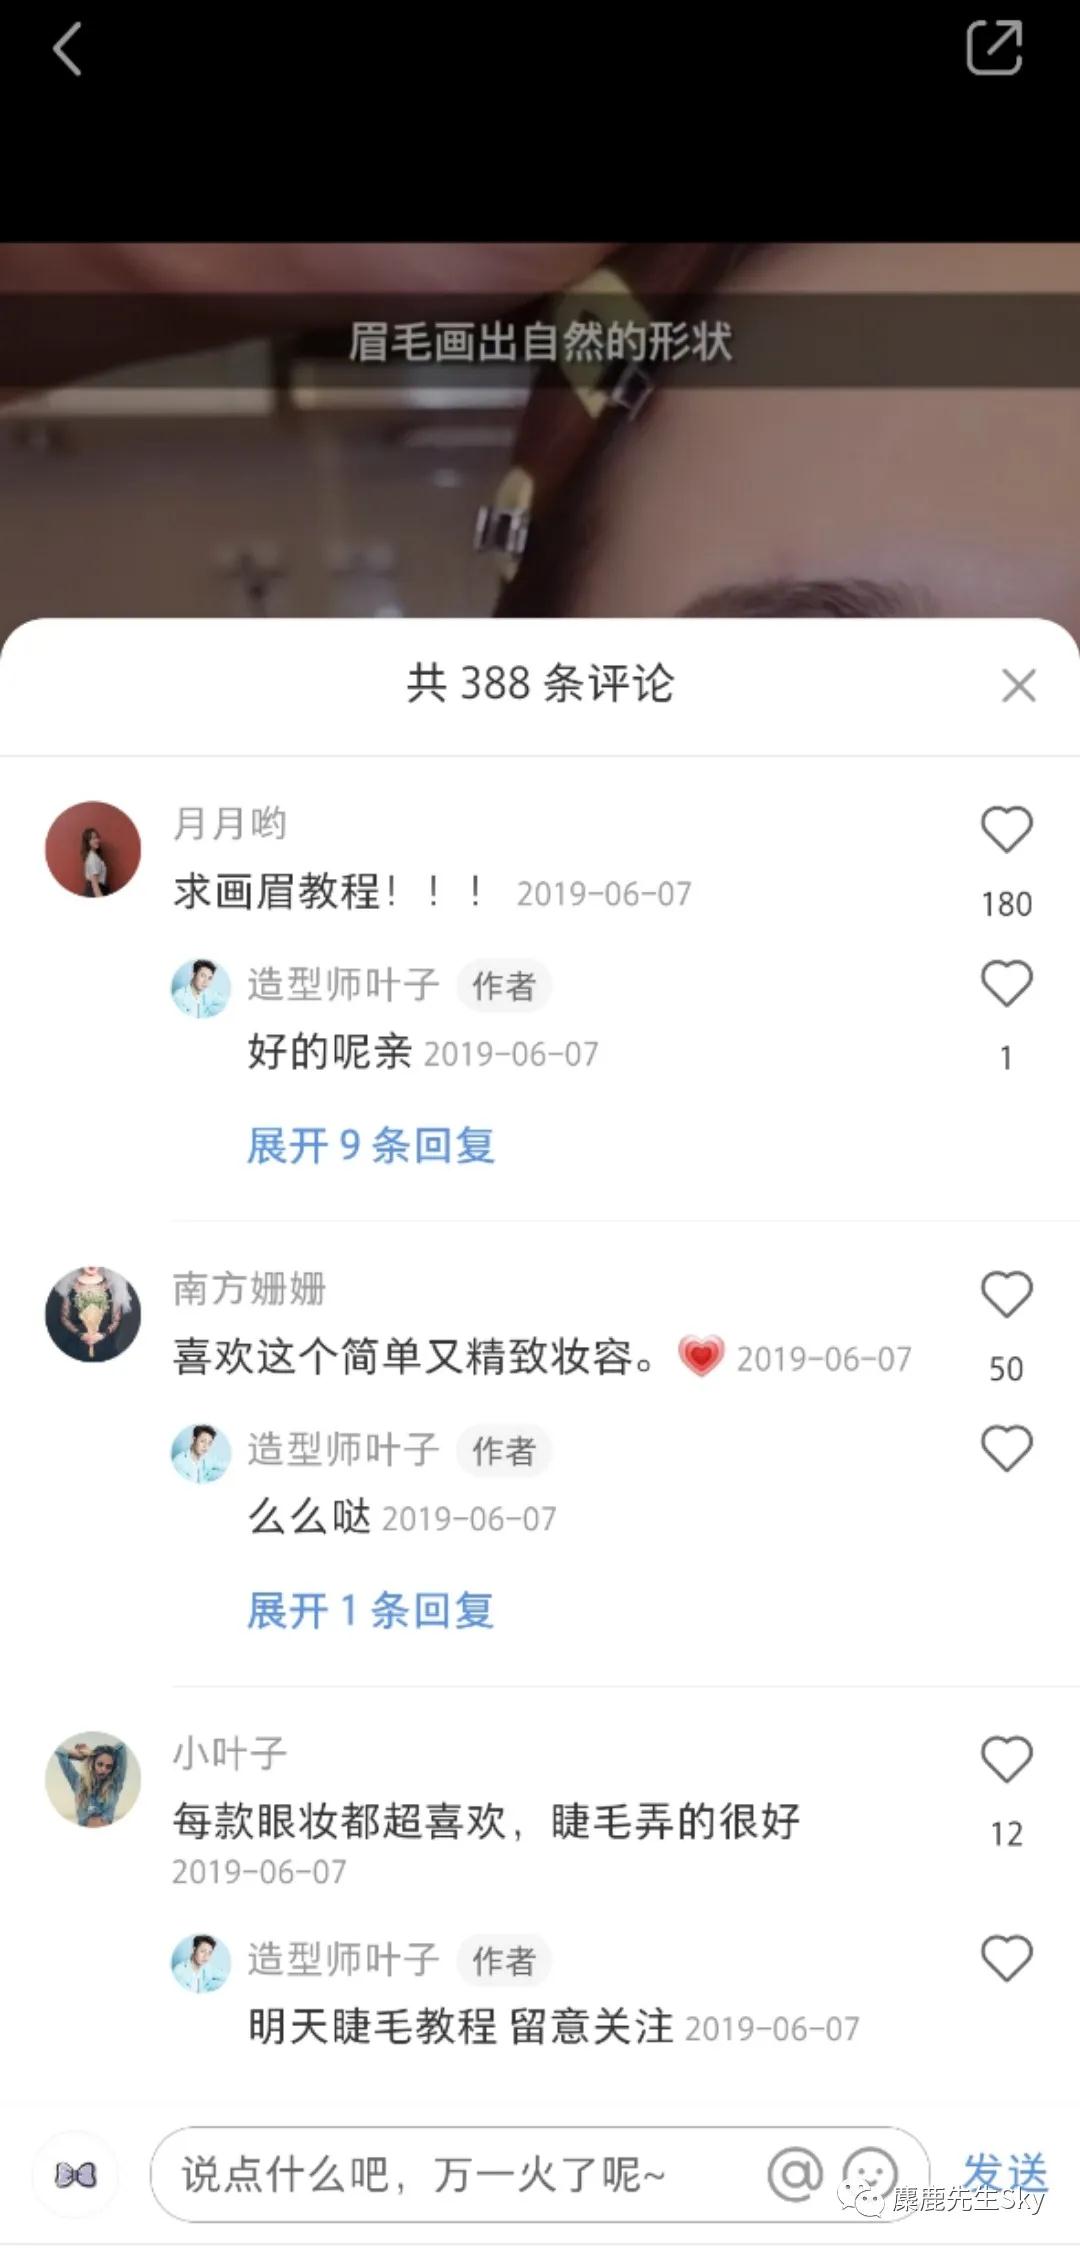 眉毛画出自然的形状
共 388 条评论
月月哟
求画眉教程！！！ 2019-06-07
180
造型师叶子 作者
好的呢亲 2019-06-07
1
展开 9 条回复
南方姗姗
喜欢这个简单又精致妆容。💗 2019-06-07
50
造型师叶子 作者
么么哒 2019-06-07
展开 1 条回复
小叶子
每款眼妆都超喜欢，睫毛弄的很好
12
2019-06-07
造型师叶子 作者
明天睫毛教程 留意关注 2019-06-07
说点什么吧，万一火了呢~ @ 发送
麋鹿先生Sky